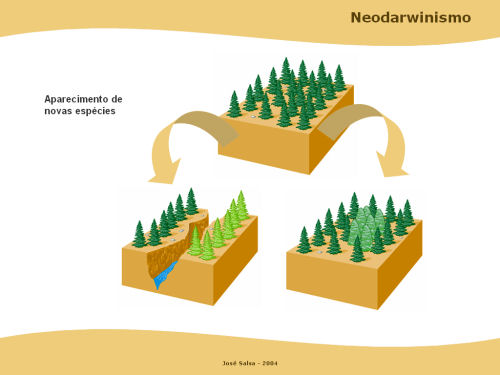 Neodarwinismo
Aparecimento de
novas espécies
José Salsa - 2004